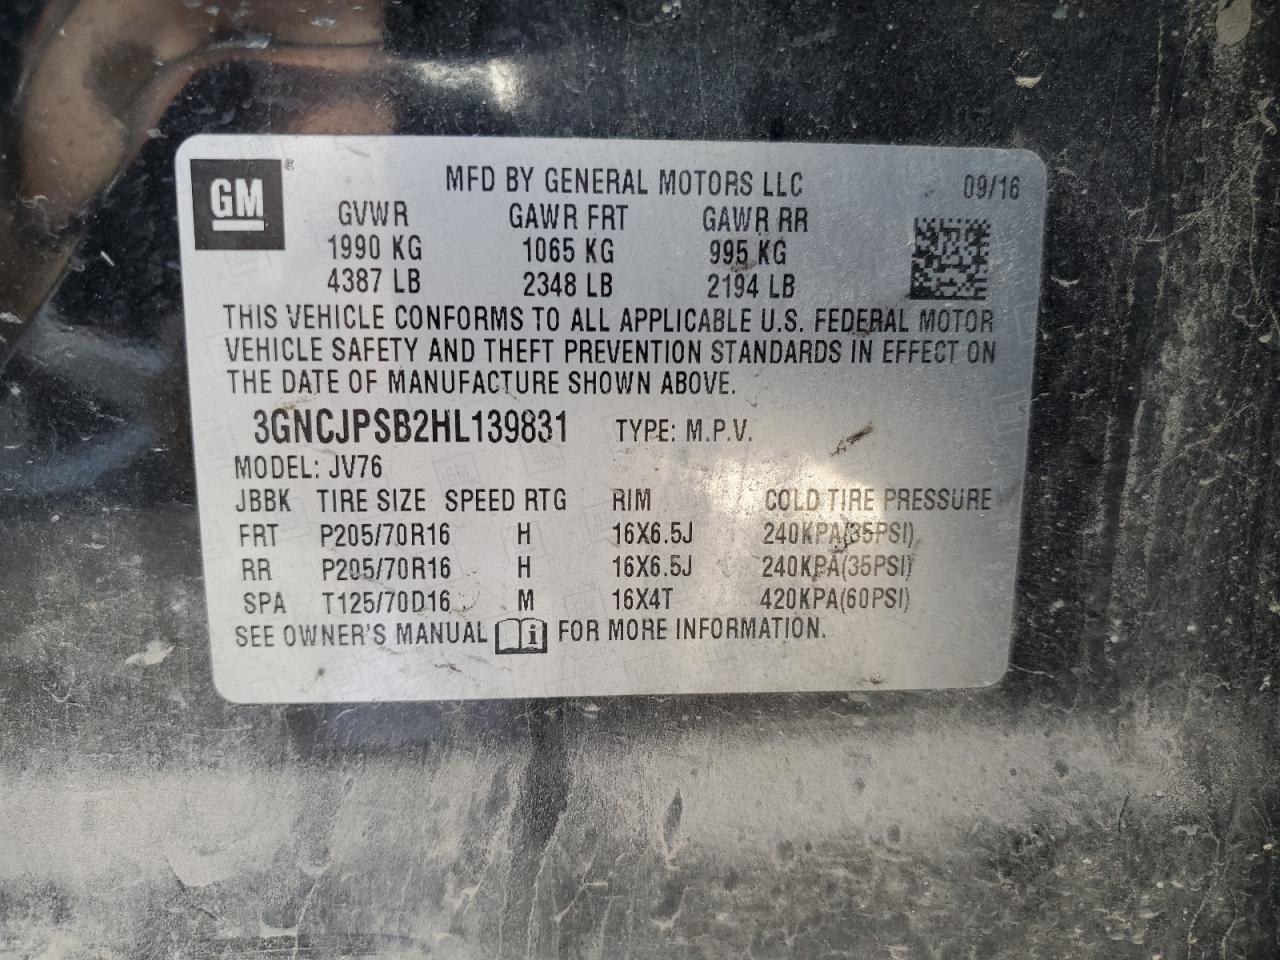 GM ® MFD BY GENERAL MOTORS LLC 09/16
GVWR GAWR FRT GAWR RR
1990 KG 1065 KG 995 KG
4387 LB 2348 LB 2194 LB
THIS VEHICLE CONFORMS TO ALL APPLICABLE U.S. FEDERAL MOTOR
VEHICLE SAFETY AND THEFT PREVENTION STANDARDS IN EFFECT ON
THE DATE OF MANUFACTURE SHOWN ABOVE.
3GNCJPSB2HL139831 TYPE: M.P.V.
MODEL: JV76
JBBK TIRE SIZE SPEED RTG RIM COLD TIRE PRESSURE
FRT P205/70R16 H 16X6.5J 240KPA(35PSI)
RR P205/70R16 H 16X6.5J 240KPA(35PSI)
SPA T125/70D16 M 16X4T 420KPA(60PSI)
SEE OWNER'S MANUAL i FOR MORE INFORMATION.